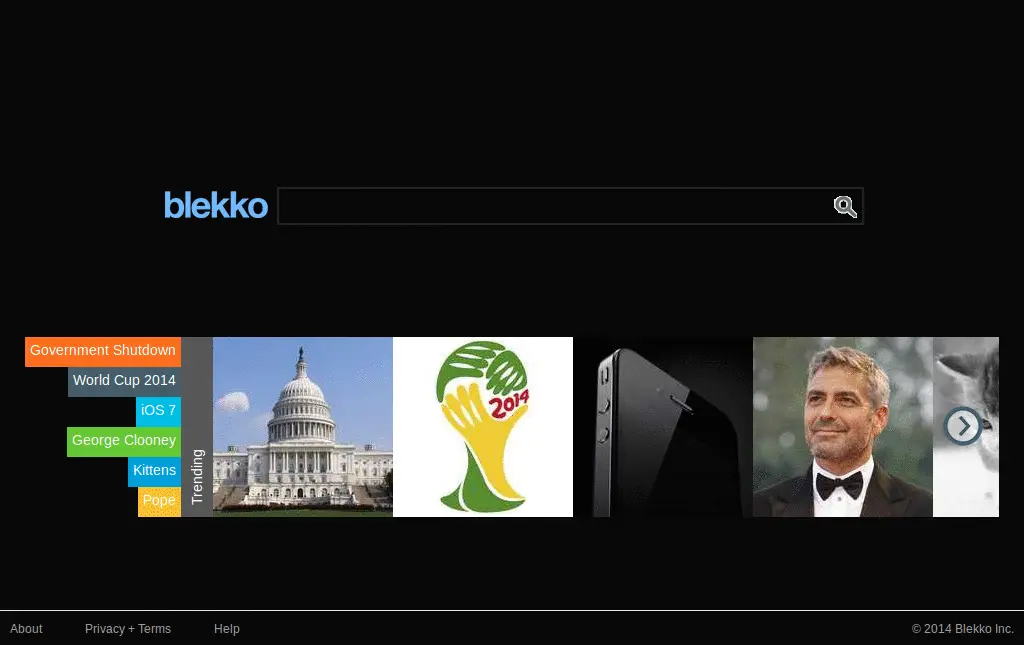 blekko
Government Shutdown
World Cup 2014
iOS 7
George Clooney
Kittens
Pope
Trending
2014
About
Privacy + Terms
Help
© 2014 Blekko Inc.